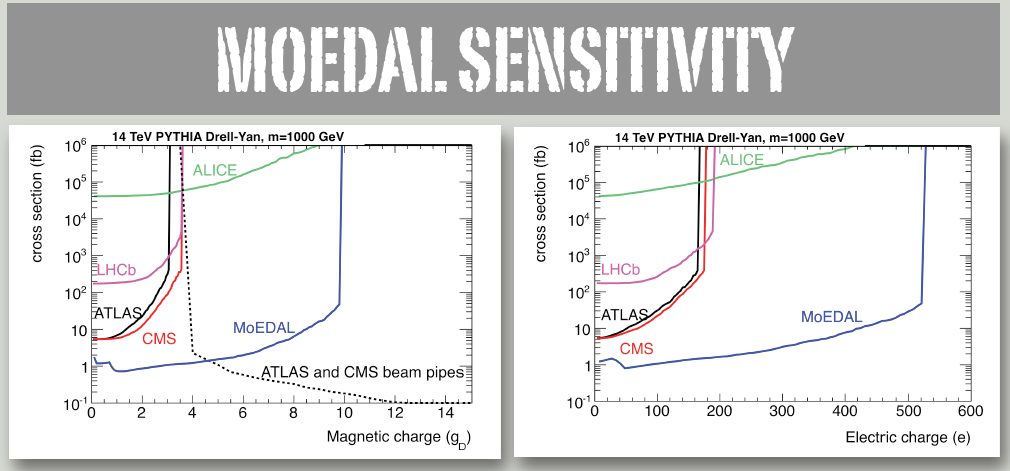 MOEDAL SENSITIVITY
14 TeV PYTHIA Drell-Yan, m=1000 GeV
cross section (fb)
10^6
10^5
10^4
10^3
10^2
10
1
10^-1
ALICE
LHCb
ATLAS
CMS
MoEDAL
ATLAS and CMS beam pipes
0 2 4 6 8 10 12 14
Magnetic charge (g_D)
14 TeV PYTHIA Drell-Yan, m=1000 GeV
cross section (fb)
10^6
10^5
10^4
10^3
10^2
10
1
10^-1
ALICE
LHCb
ATLAS
MoEDAL
CMS
0 100 200 300 400 500 600
Electric charge (e)